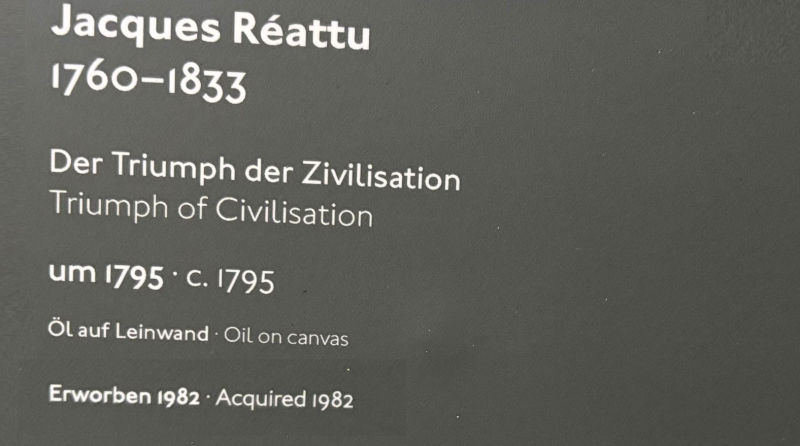 Jacques Réattu
1760–1833
Der Triumph der Zivilisation
Triumph of Civilisation
um 1795 · c. 1795
Öl auf Leinwand · Oil on canvas
Erworben 1982 · Acquired 1982